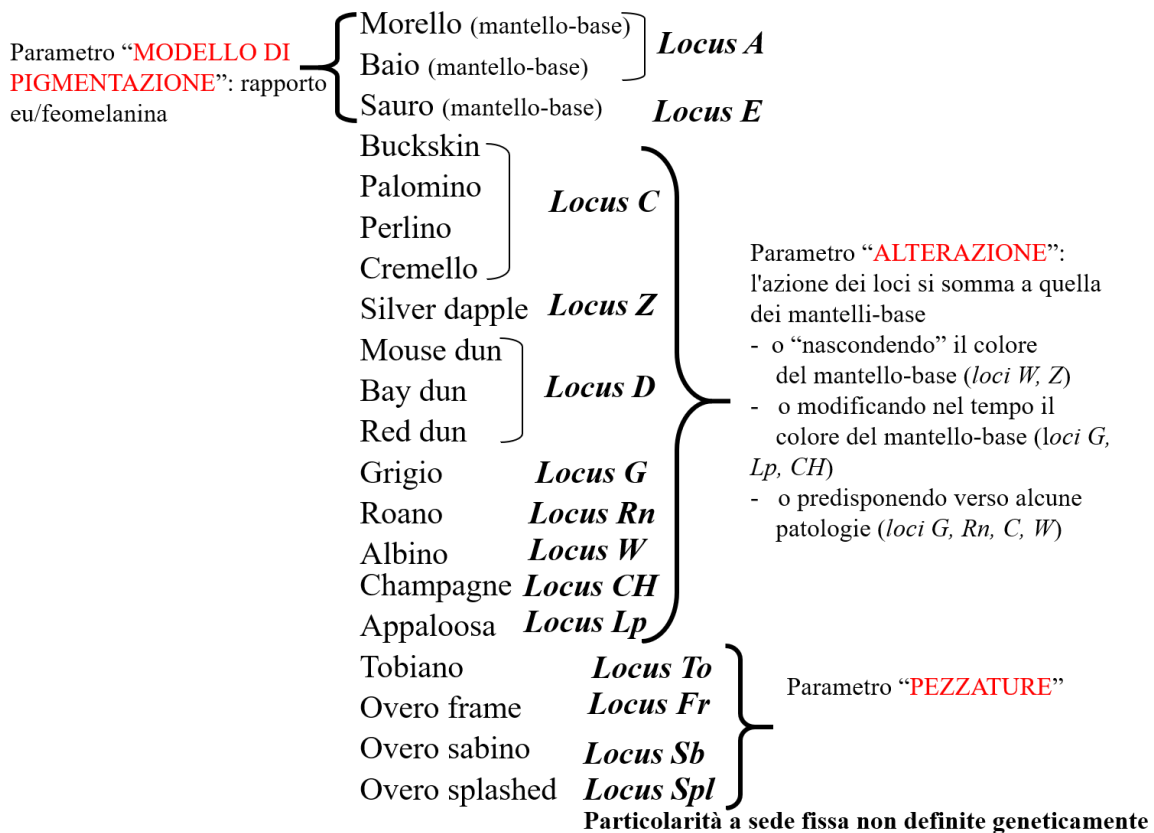 Parametro “MODELLO DI
PIGMENTAZIONE”: rapporto
eu/feomelanina
Morello (mantello-base)
Baio (mantello-base)
Locus A
Sauro (mantello-base)
Locus E
Buckskin
Palomino
Perlino
Cremello
Locus C
Silver dapple
Locus Z
Mouse dun
Bay dun
Red dun
Locus D
Grigio
Locus G
Roano
Locus Rn
Albino
Locus W
Champagne
Locus CH
Appaloosa
Locus Lp
Parametro “ALTERAZIONE”:
l'azione dei loci si somma a quella
dei mantelli-base
- o “nascondendo” il colore
del mantello-base (loci W, Z)
- o modificando nel tempo il
colore del mantello-base (loci G,
Lp, CH)
- o predisponendo verso alcune
patologie (loci G, Rn, C, W)
Tobiano
Locus To
Overo frame
Locus Fr
Overo sabino
Locus Sb
Overo splashed
Locus Spl
Parametro “PEZZATURE”
Particolarità a sede fissa non definite geneticamente